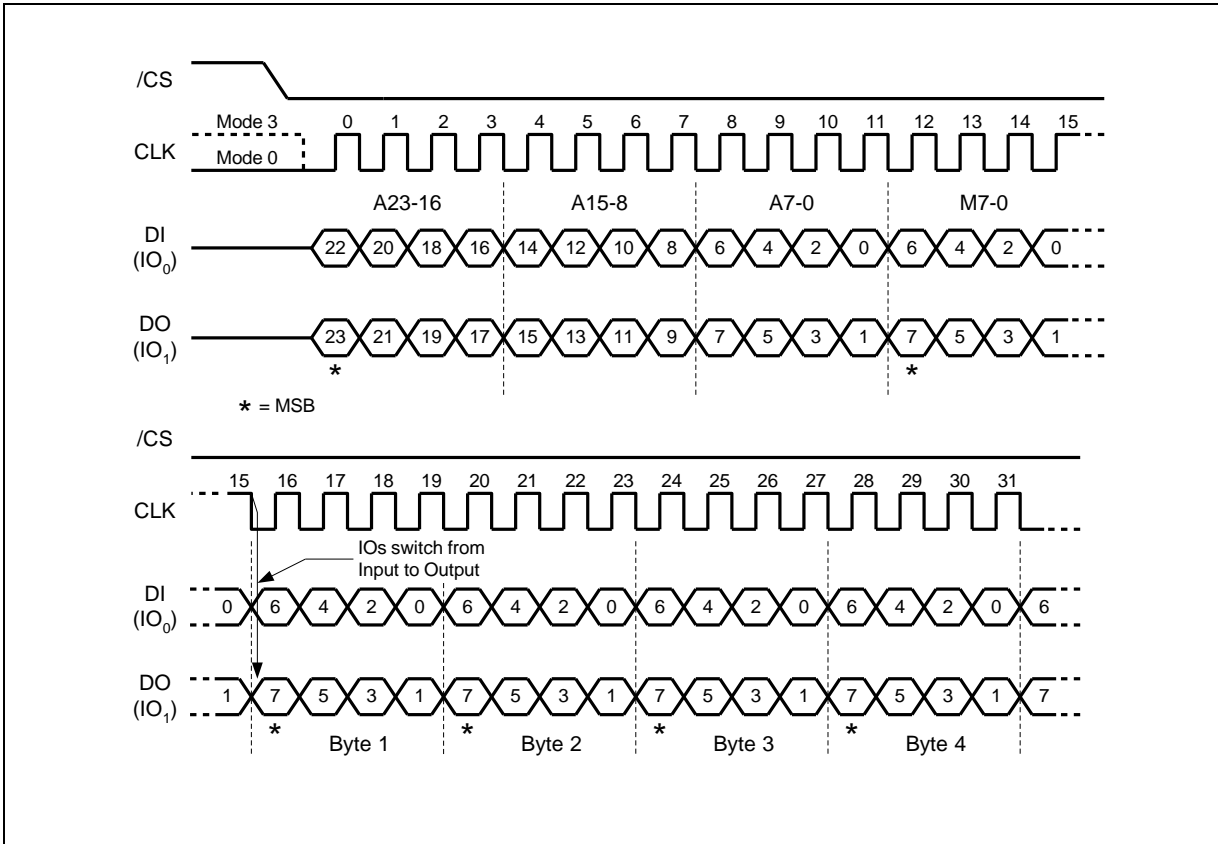 /CS
Mode 3 0 1 2 3 4 5 6 7 8 9 10 11 12 13 14 15
CLK
Mode 0
A23-16 A15-8 A7-0 M7-0
DI
22 20 18 16 14 12 10 8 6 4 2 0 6 4 2 0
(IO0)
DO
23 21 19 17 15 13 11 9 7 5 3 1 7 5 3 1
(IO1)
* *
* = MSB
/CS
15 16 17 18 19 20 21 22 23 24 25 26 27 28 29 30 31
CLK
IOs switch from
Input to Output
DI
0 6 4 2 0 6 4 2 0 6 4 2 0 6 4 2 0 6
(IO0)
DO
1 7 5 3 1 7 5 3 1 7 5 3 1 7 5 3 1 7
(IO1)
* * * *
Byte 1 Byte 2 Byte 3 Byte 4